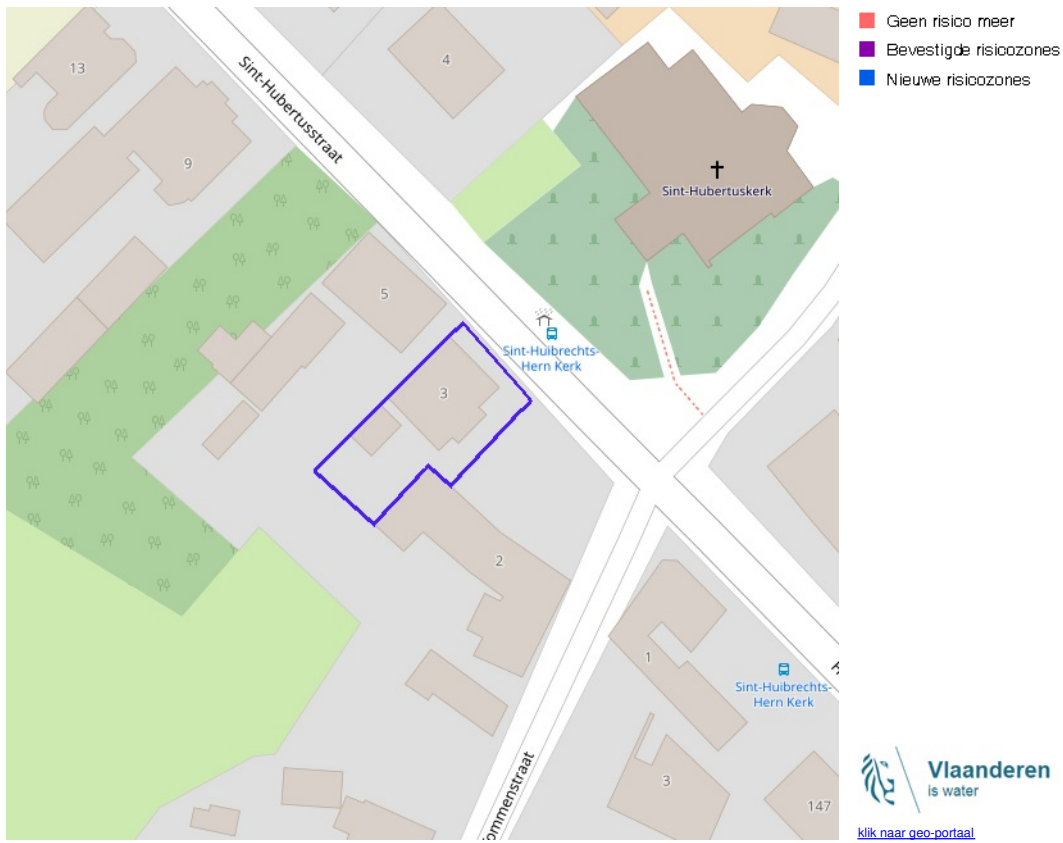 Geen risico meer
Bevestigde risicozones
Nieuwe risicozones
13
4
Sint-Hubertusstraat
9
Sint-Hubertuskerk
5
Sint-Huibrechts-
Hern Kerk
3
2
1
Sint-Huibrechts-
Hern Kerk
3
147
ommenstraat
Vlaanderen
is water
klik naar geo-portaal